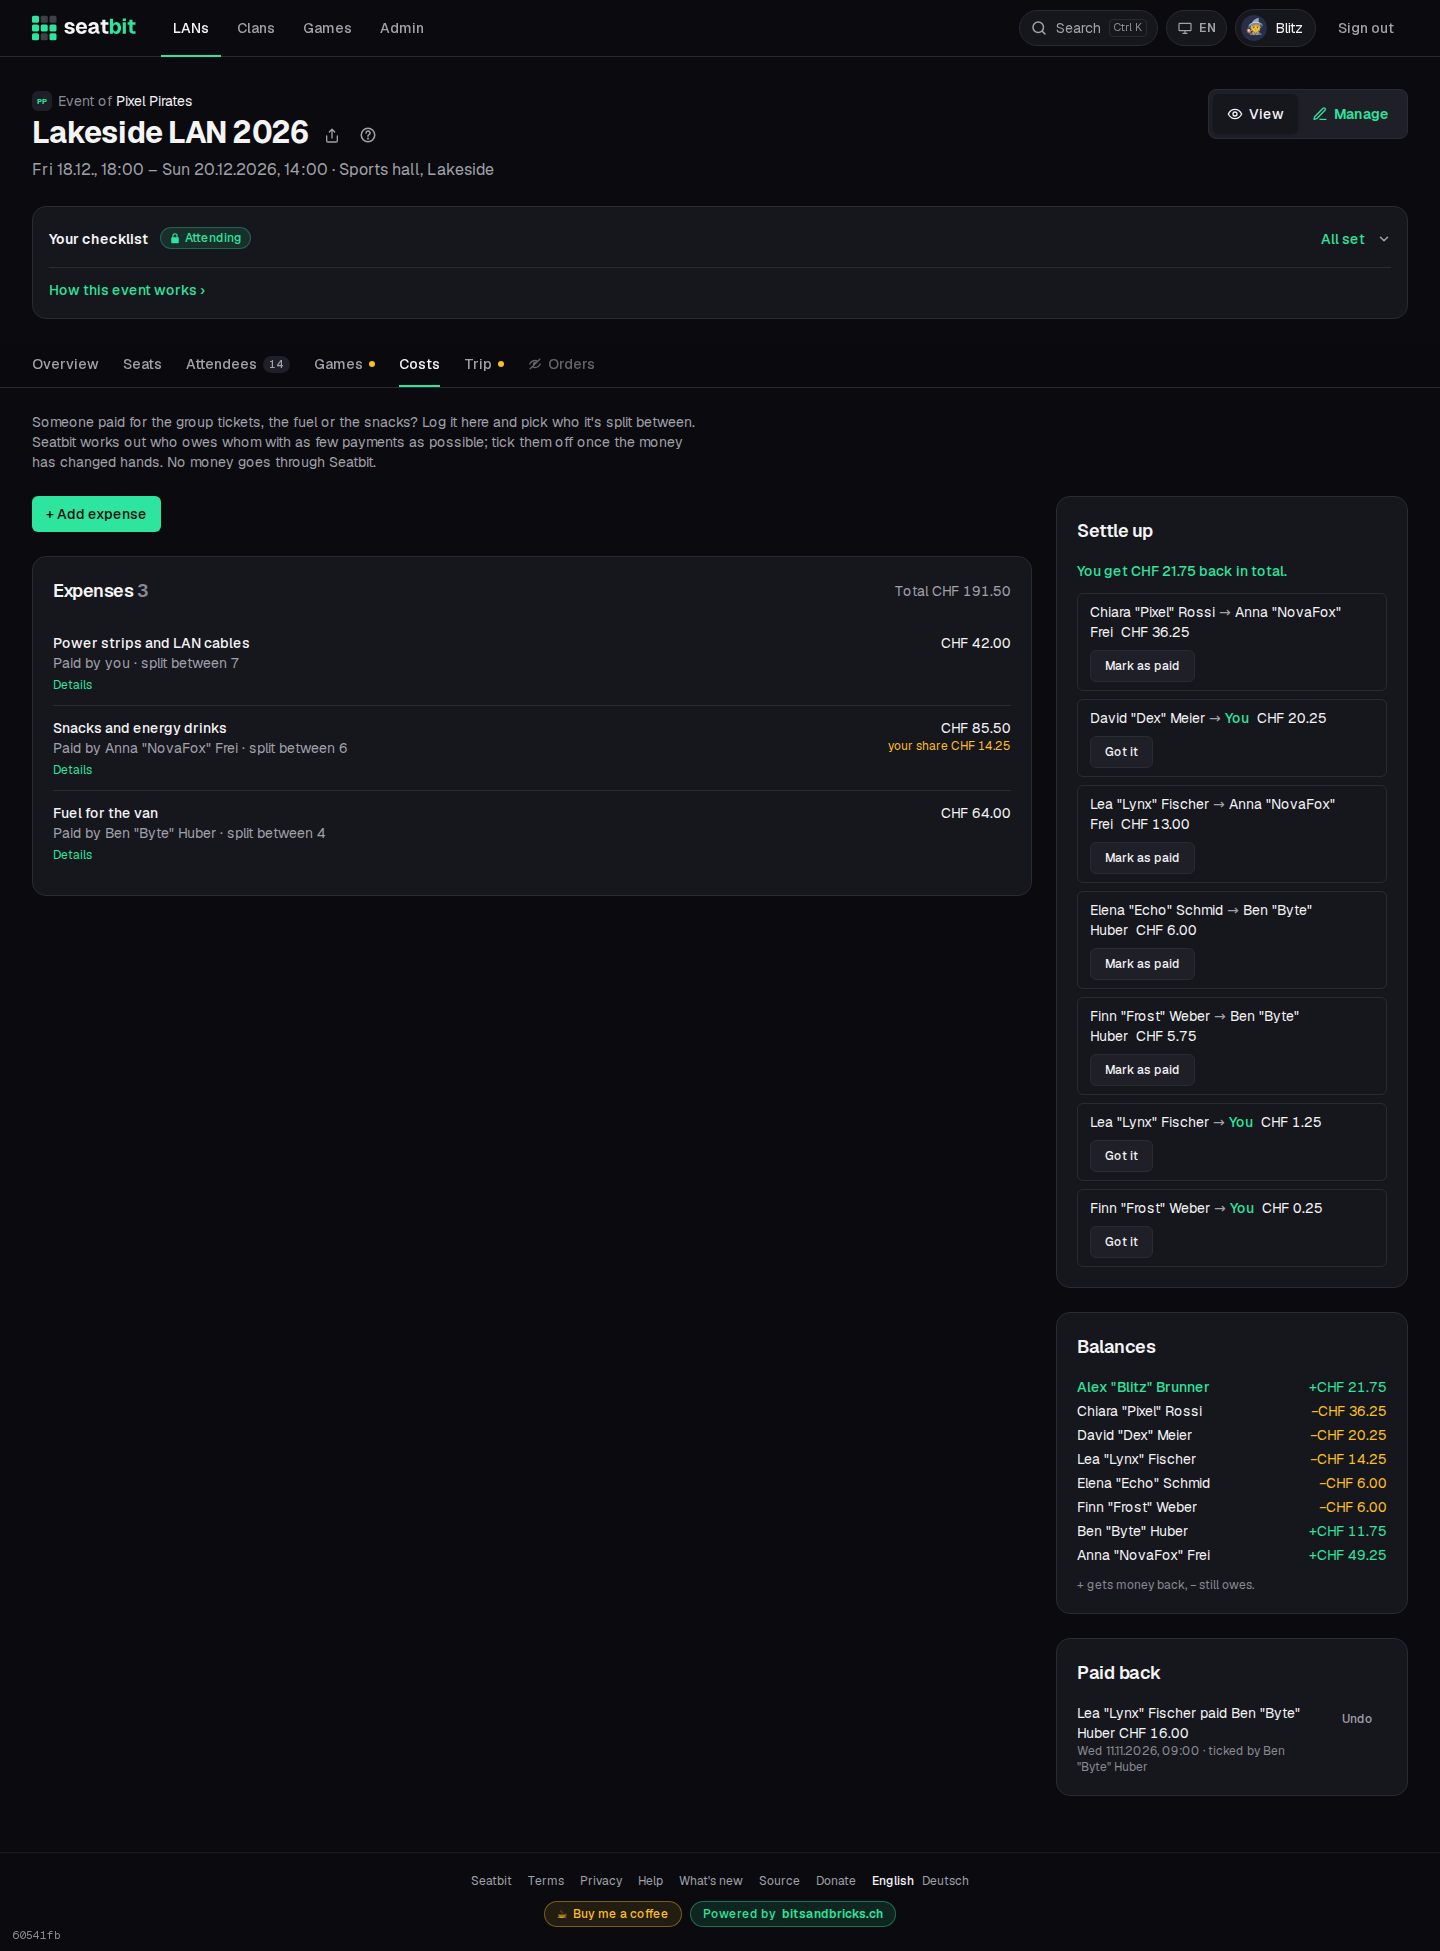 seatbit LANs Clans Games Admin Search Ctrl K EN Blitz Sign out
PP Event of Pixel Pirates
Lakeside LAN 2026
View Manage
Fri 18.12., 18:00 – Sun 20.12.2026, 14:00 · Sports hall, Lakeside
Your checklist Attending All set
How this event works ›
Overview Seats Attendees 14 Games Costs Trip Orders
Someone paid for the group tickets, the fuel or the snacks? Log it here and pick who it's split between.
Seatbit works out who owes whom with as few payments as possible; tick them off once the money
has changed hands. No money goes through Seatbit.
+ Add expense
Expenses 3 Total CHF 191.50
Power strips and LAN cables CHF 42.00
Paid by you · split between 7
Details
Snacks and energy drinks CHF 85.50
Paid by Anna "NovaFox" Frei · split between 6 your share CHF 14.25
Details
Fuel for the van CHF 64.00
Paid by Ben "Byte" Huber · split between 4
Details
Settle up
You get CHF 21.75 back in total.
Chiara "Pixel" Rossi → Anna "NovaFox"
Frei CHF 36.25
Mark as paid
David "Dex" Meier → You CHF 20.25
Got it
Lea "Lynx" Fischer → Anna "NovaFox"
Frei CHF 13.00
Mark as paid
Elena "Echo" Schmid → Ben "Byte"
Huber CHF 6.00
Mark as paid
Finn "Frost" Weber → Ben "Byte"
Huber CHF 5.75
Mark as paid
Lea "Lynx" Fischer → You CHF 1.25
Got it
Finn "Frost" Weber → You CHF 0.25
Got it
Balances
Alex "Blitz" Brunner +CHF 21.75
Chiara "Pixel" Rossi −CHF 36.25
David "Dex" Meier −CHF 20.25
Lea "Lynx" Fischer −CHF 14.25
Elena "Echo" Schmid −CHF 6.00
Finn "Frost" Weber −CHF 6.00
Ben "Byte" Huber +CHF 11.75
Anna "NovaFox" Frei +CHF 49.25
+ gets money back, − still owes.
Paid back
Lea "Lynx" Fischer paid Ben "Byte"
Huber CHF 16.00
Undo
Wed 11.11.2026, 09:00 · ticked by Ben
"Byte" Huber
Seatbit Terms Privacy Help What's new Source Donate English Deutsch
Buy me a coffee Powered by bitsandbricks.ch
60541fb